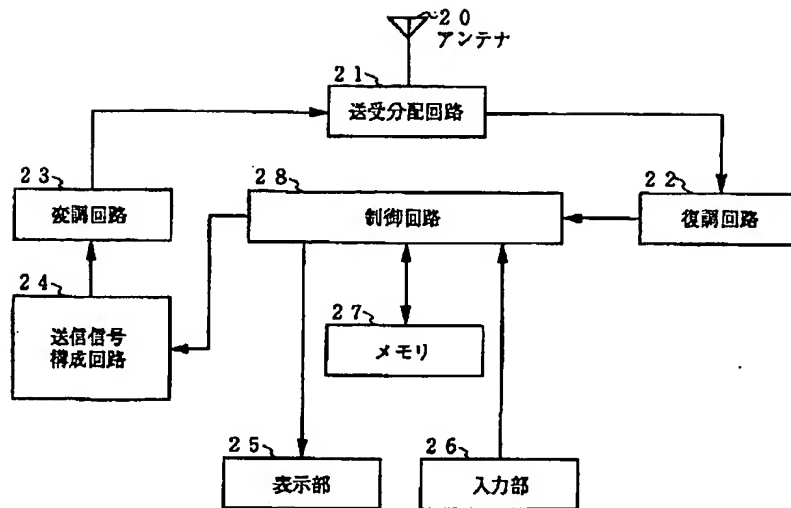 20
アンテナ
21
送受分配回路
23
変調回路
28
制御回路
22
復調回路
24
送信信号
構成回路
27
メモリ
25
表示部
26
入力部